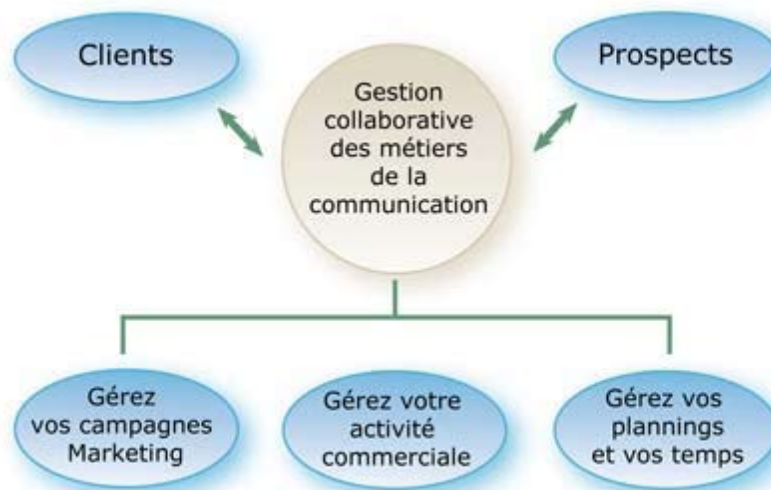 Clients
Prospects
Gestion
collaborative
des métiers
de la
communication
Gérez
vos campagnes
Marketing
Gérez votre
activité
commerciale
Gérez vos
plannings
et vos temps